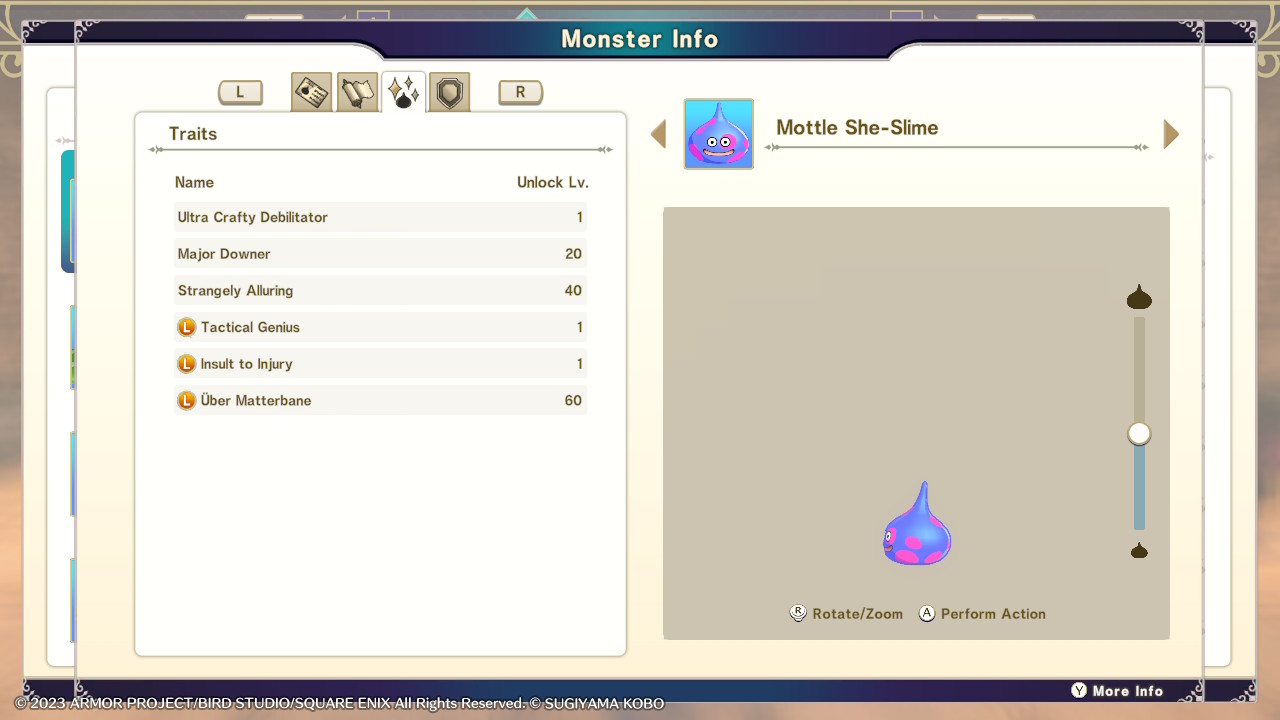 Monster Info
L
R
Traits
Mottle She-Slime
Name Unlock Lv.
Ultra Crafty Debilitator 1
Major Downer 20
Strangely Alluring 40
L Tactical Genius 1
L Insult to Injury 1
L Über Matterbane 60
R Rotate/Zoom A Perform Action
Y More Info
© 2023 ARMOR PROJECT/BIRD STUDIO/SQUARE ENIX All Rights Reserved. © SUGIYAMA KOBO